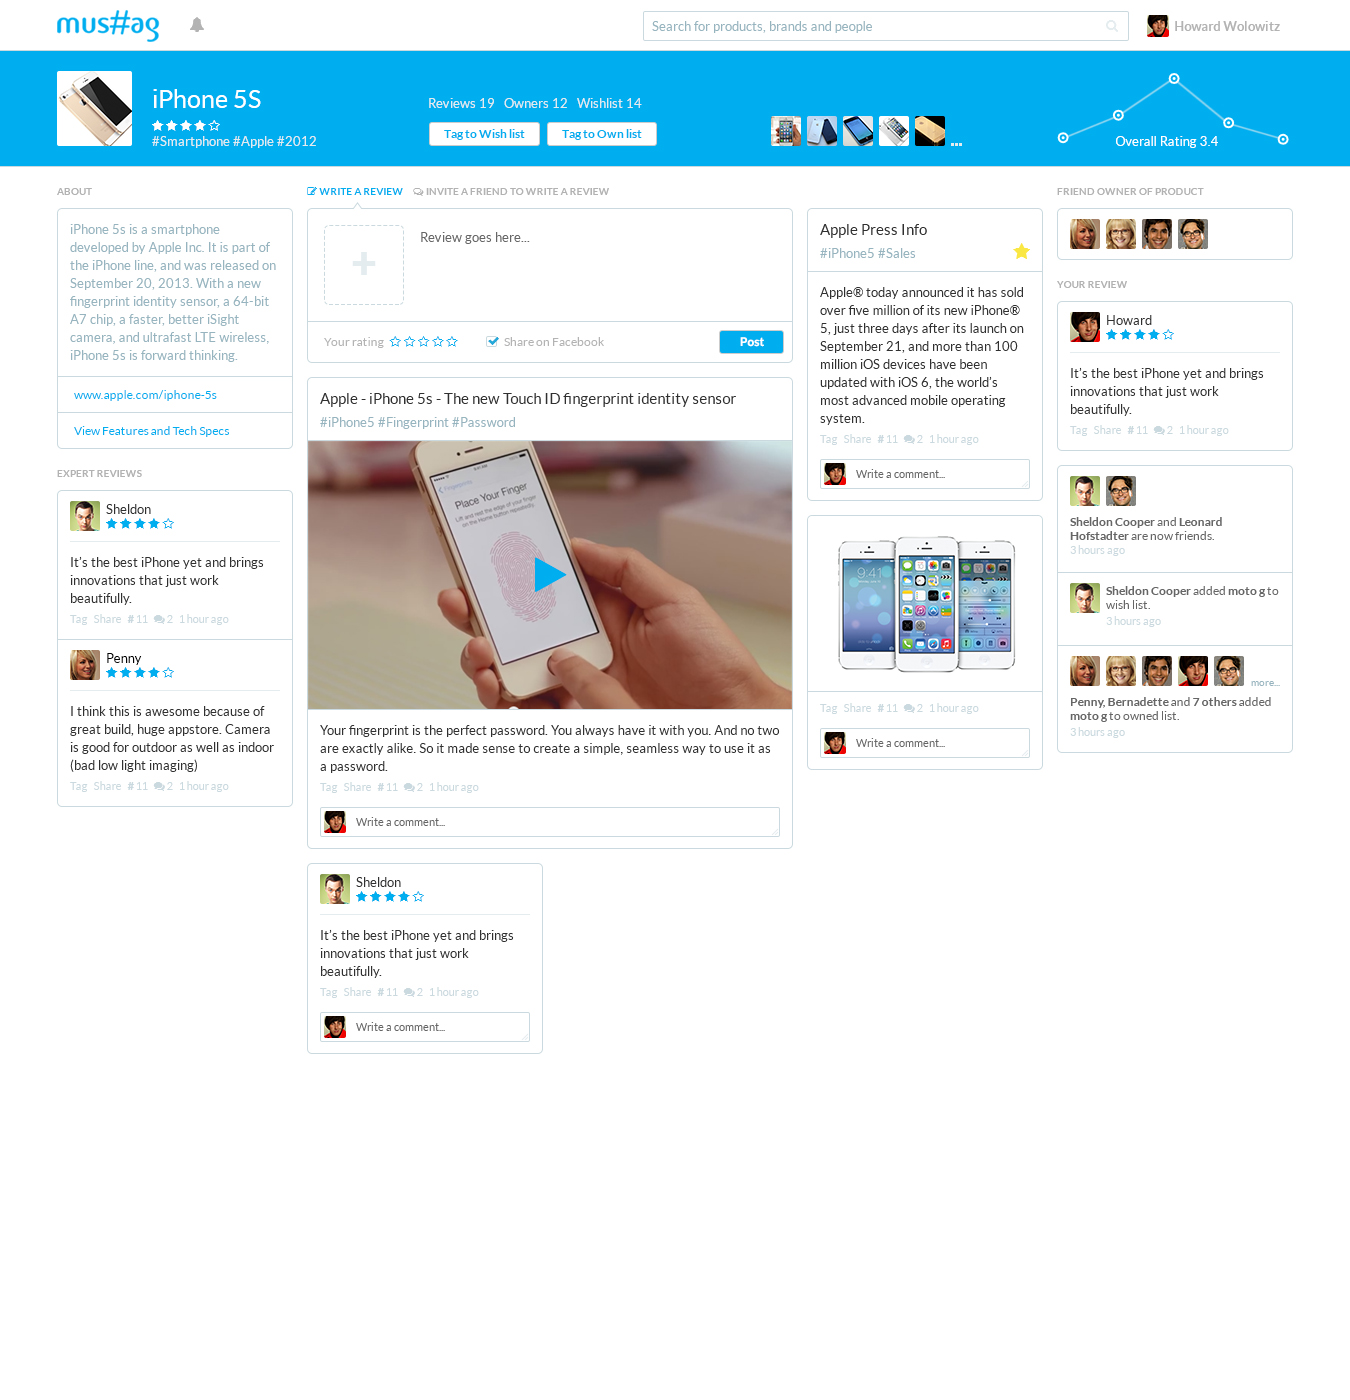 mus#ag
Search for products, brands and people
Howard Wolowitz
iPhone 5S
#Smartphone #Apple #2012
Reviews 19 Owners 12 Wishlist 14
Tag to Wish list Tag to Own list
...
Overall Rating 3.4
ABOUT
iPhone 5s is a smartphone
developed by Apple Inc. It is part of
the iPhone line, and was released on
September 20, 2013. With a new
fingerprint identity sensor, a 64-bit
A7 chip, a faster, better iSight
camera, and ultrafast LTE wireless,
iPhone 5s is forward thinking.
www.apple.com/iphone-5s
View Features and Tech Specs
EXPERT REVIEWS
Sheldon
It's the best iPhone yet and brings
innovations that just work
beautifully.
Tag Share # 11 2 1 hour ago
Penny
I think this is awesome because of
great build, huge appstore. Camera
is good for outdoor as well as indoor
(bad low light imaging)
Tag Share # 11 2 1 hour ago
WRITE A REVIEW INVITE A FRIEND TO WRITE A REVIEW
Review goes here...
Your rating Share on Facebook Post
Apple - iPhone 5s - The new Touch ID fingerprint identity sensor
#iPhone5 #Fingerprint #Password
Place Your Finger
Lift and rest the edge of your finger
on the Home button repeatedly.
Your fingerprint is the perfect password. You always have it with you. And no two
are exactly alike. So it made sense to create a simple, seamless way to use it as
a password.
Tag Share # 11 2 1 hour ago
Write a comment...
Sheldon
It's the best iPhone yet and brings
innovations that just work
beautifully.
Tag Share # 11 2 1 hour ago
Write a comment...
Apple Press Info
#iPhone5 #Sales
Apple® today announced it has sold
over five million of its new iPhone®
5, just three days after its launch on
September 21, and more than 100
million iOS devices have been
updated with iOS 6, the world's
most advanced mobile operating
system.
Tag Share # 11 2 1 hour ago
Write a comment...
9:41
Tag Share # 11 2 1 hour ago
Write a comment...
FRIEND OWNER OF PRODUCT
YOUR REVIEW
Howard
It's the best iPhone yet and brings
innovations that just work
beautifully.
Tag Share # 11 2 1 hour ago
Sheldon Cooper and Leonard
Hofstadter are now friends.
3 hours ago
Sheldon Cooper added moto g to
wish list.
3 hours ago
more...
Penny, Bernadette and 7 others added
moto g to owned list.
3 hours ago